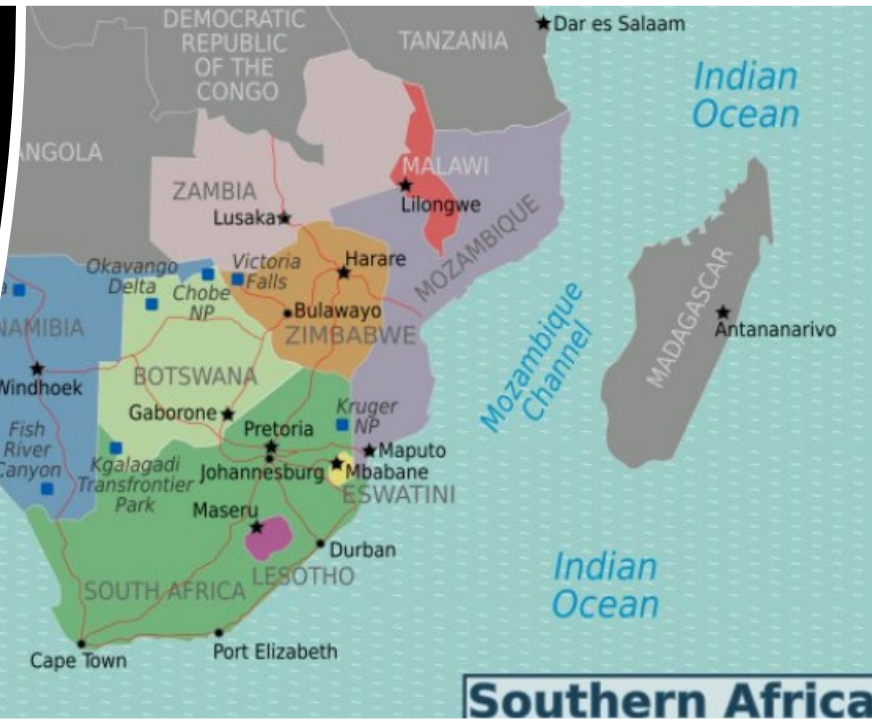 DEMOCRATIC
REPUBLIC
OF THE
CONGO
TANZANIA
Dar es Salaam
Indian
Ocean
ANGOLA
ZAMBIA
Lusaka
MALAWI
Lilongwe
MOZAMBIQUE
Okavango
Delta
Chobe
NP
Victoria
Falls
Harare
Bulawayo
ZIMBABWE
NAMIBIA
Windhoek
BOTSWANA
Gaborone
Mozambique
Channel
MADAGASCAR
Antananarivo
Fish
River
Canyon
Kgalagadi
Transfrontier
Park
Pretoria
Johannesburg
Kruger
NP
Maputo
Mbabane
ESWATINI
Maseru
LESOTHO
Durban
SOUTH AFRICA
Cape Town
Port Elizabeth
Indian
Ocean
Southern Africa